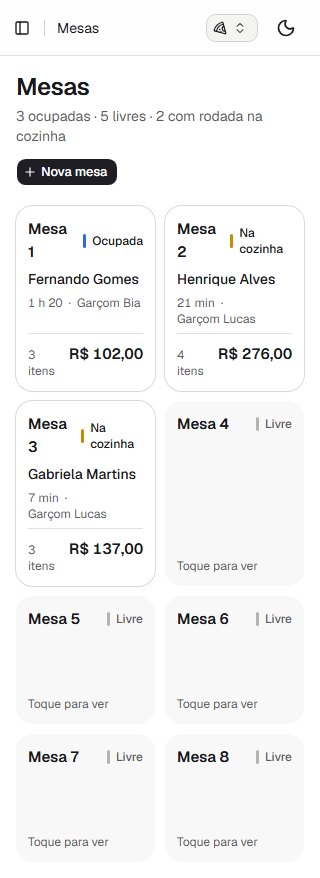 Mesas
Mesas
3 ocupadas · 5 livres · 2 com rodada na
cozinha
Nova mesa
Mesa
1
Ocupada
Fernando Gomes
1 h 20 · Garçom Bia
3
itens
R$ 102,00
Mesa
2
Na
cozinha
Henrique Alves
21 min ·
Garçom Lucas
4
itens
R$ 276,00
Mesa
3
Na
cozinha
Gabriela Martins
7 min ·
Garçom Lucas
3
itens
R$ 137,00
Mesa 4
Livre
Toque para ver
Mesa 5
Livre
Toque para ver
Mesa 6
Livre
Toque para ver
Mesa 7
Livre
Toque para ver
Mesa 8
Livre
Toque para ver